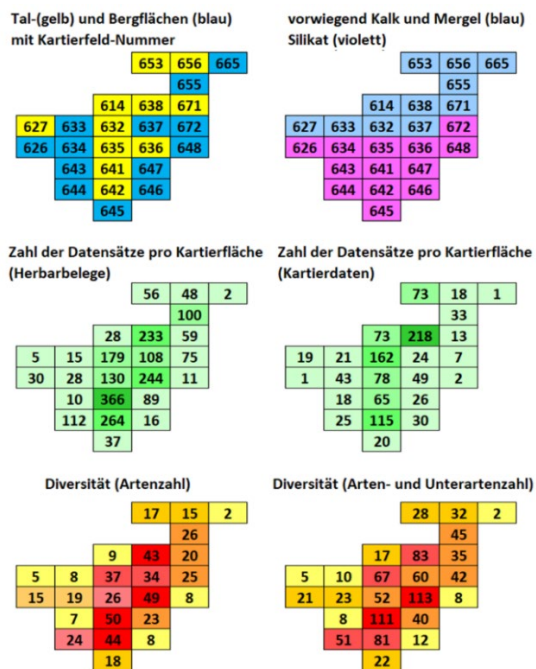 Tal-(gelb) und Bergflächen (blau)
mit Kartierfeld-Nummer
653 656 665
655
614 638 671
627 633 632 637 672
626 634 635 636 648
643 641 647
644 642 646
645
vorwiegend Kalk und Mergel (blau)
Silikat (violett)
653 656 665
655
614 638 671
627 633 632 637 672
626 634 635 636 648
643 641 647
644 642 646
645
Zahl der Datensätze pro Kartierfläche
(Herbarbelege)
56 48 2
100
28 233 59
5 15 179 108 75
30 28 130 244 11
10 366 89
112 264 16
37
Zahl der Datensätze pro Kartierfläche
(Kartierdaten)
73 18 1
33
73 218 13
19 21 162 24 7
1 43 78 49 2
18 65 26
25 115 30
20
Diversität (Artenzahl)
17 15 2
26
9 43 20
5 8 37 34 25
15 19 26 49 8
7 50 23
24 44 8
18
Diversität (Arten- und Unterartenzahl)
28 32 2
45
17 83 35
5 10 67 60 42
21 23 52 113 8
8 111 40
51 81 12
22